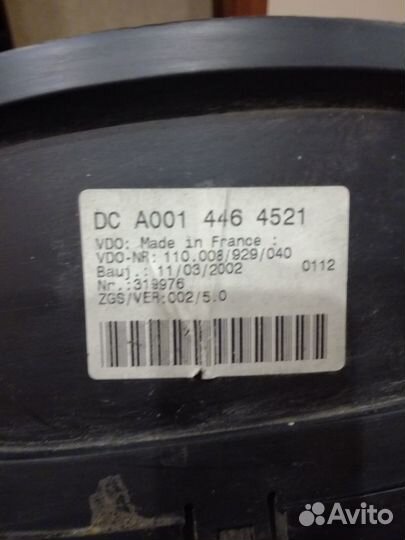 DC A001 446 4521
VDO: Made in France :
VDO-NR: 110.008/929/040
Bauj.: 11/03/2002 0112
Nr.:319976
ZGS/VER:002/5.0
Avito